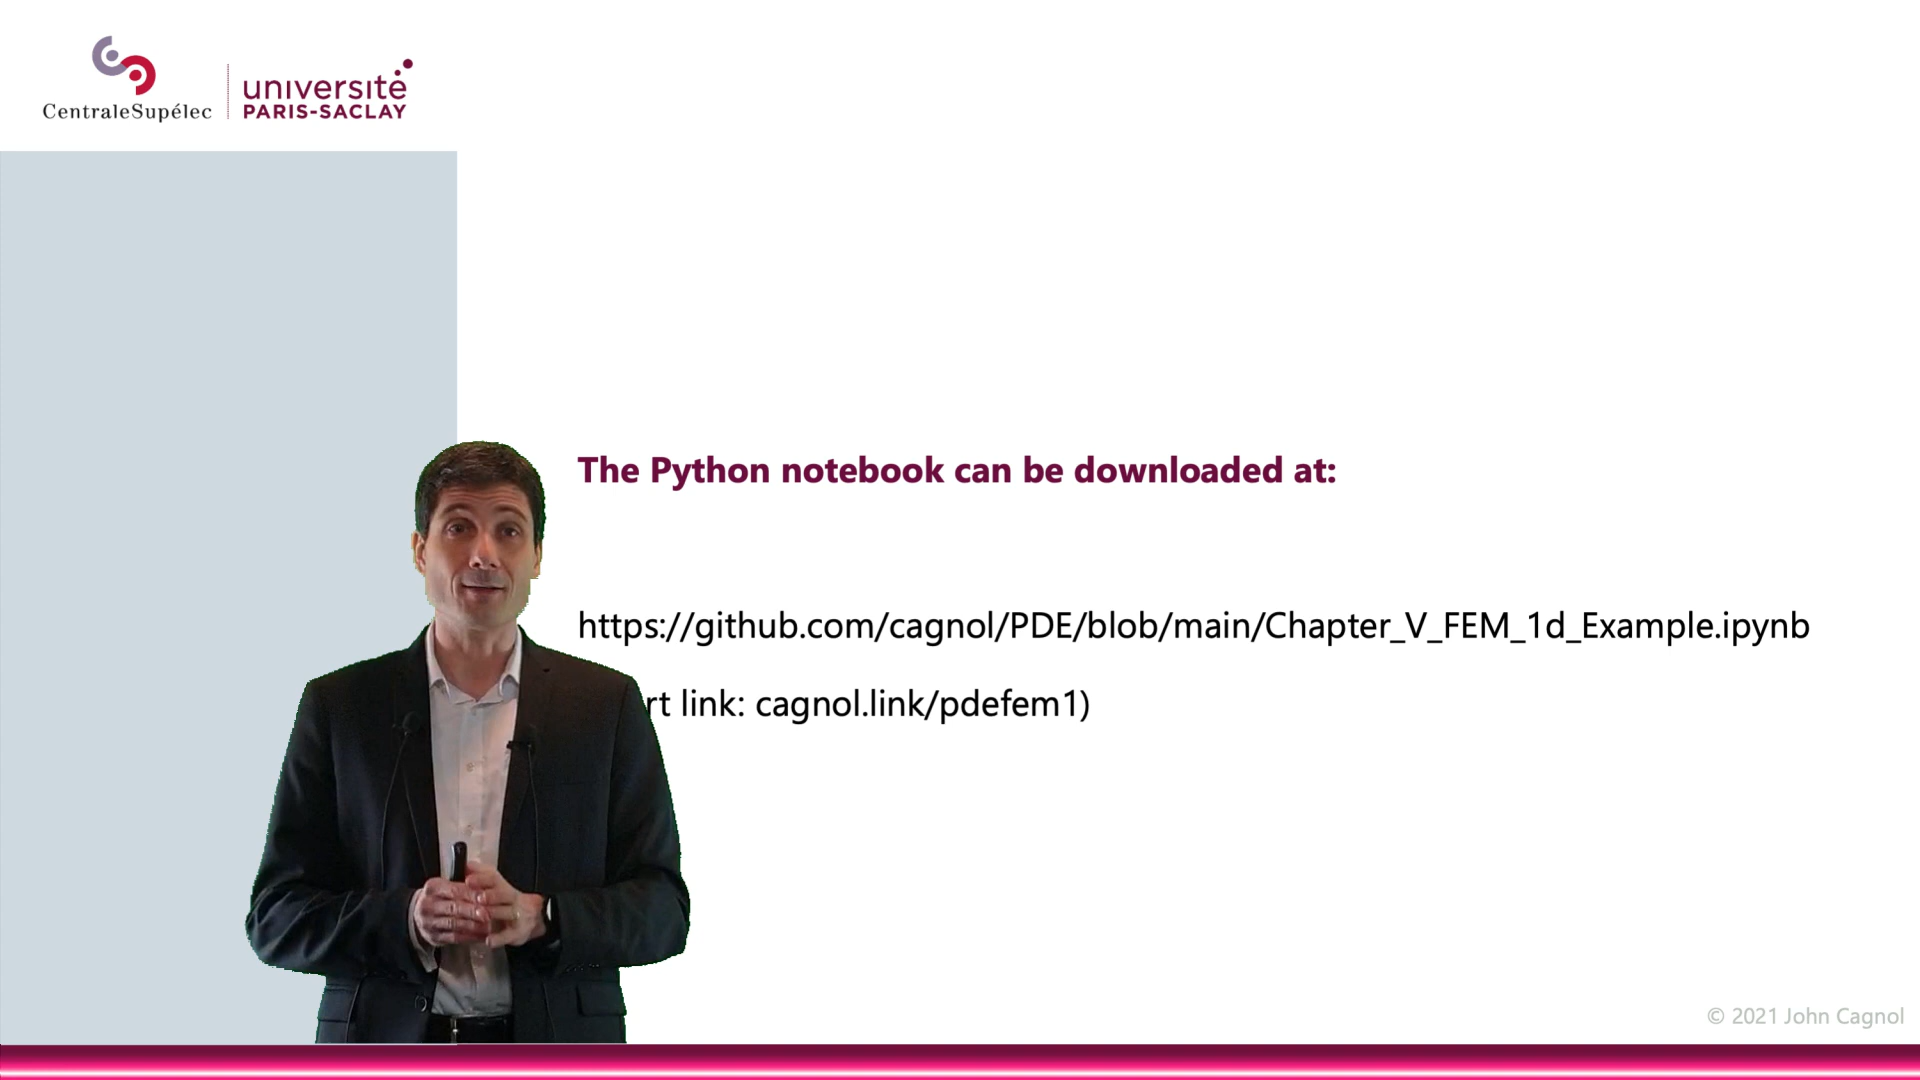 CentraleSupélec
université
PARIS-SACLAY
The Python notebook can be downloaded at:
https://github.com/cagnol/PDE/blob/main/Chapter_V_FEM_1d_Example.ipynb
link: cagnol.link/pdefem1)
© 2021 John Cagnol